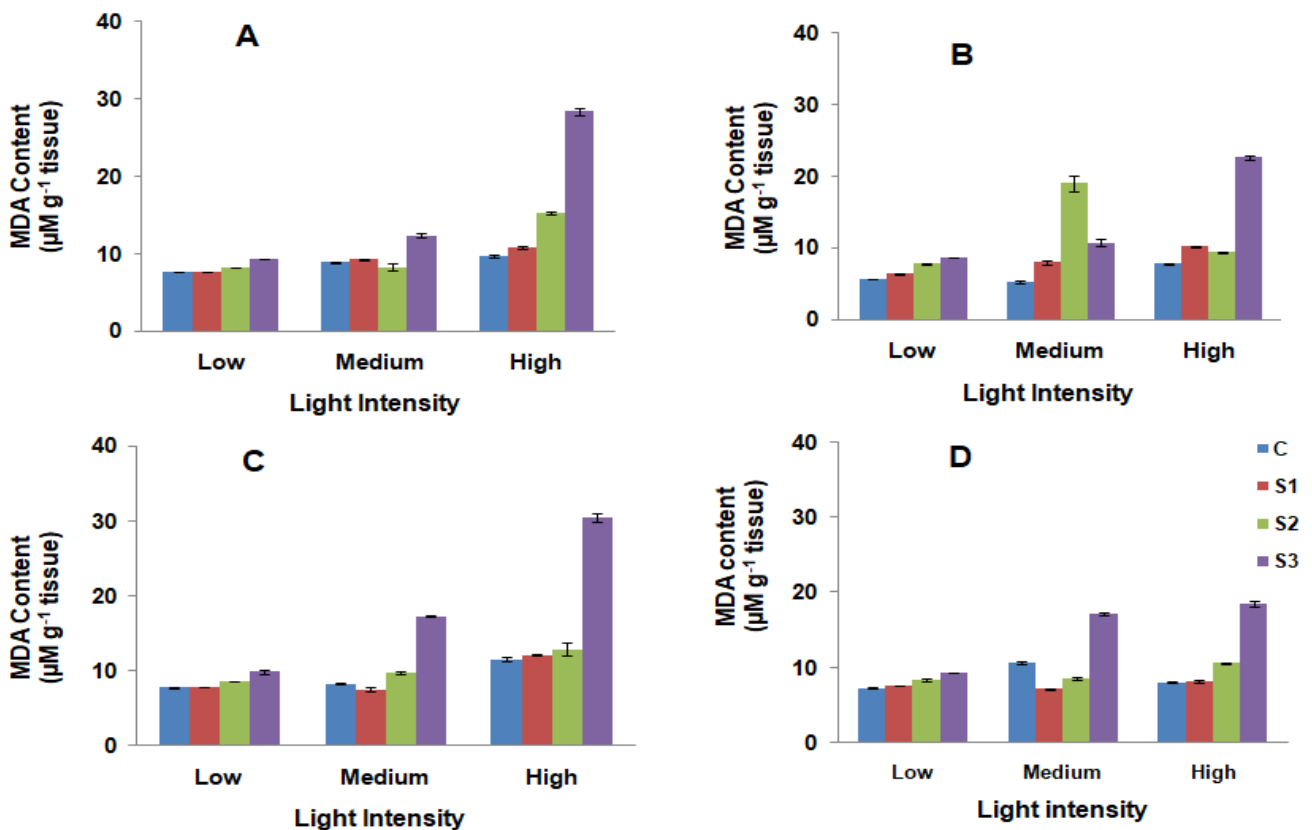 A
MDA Content
(µM g-1 tissue)
40
30
20
10
0
Low Medium High
Light Intensity
B
MDA Content
(µM g-1 tissue)
40
30
20
10
0
Low Medium High
Light Intensity
C
MDA Content
(µM g-1 tissue)
40
30
20
10
0
Low Medium High
Light Intensity
D
MDA content
(µM g-1 tissue)
40
30
20
10
0
Low Medium High
Light intensity
C
S1
S2
S3